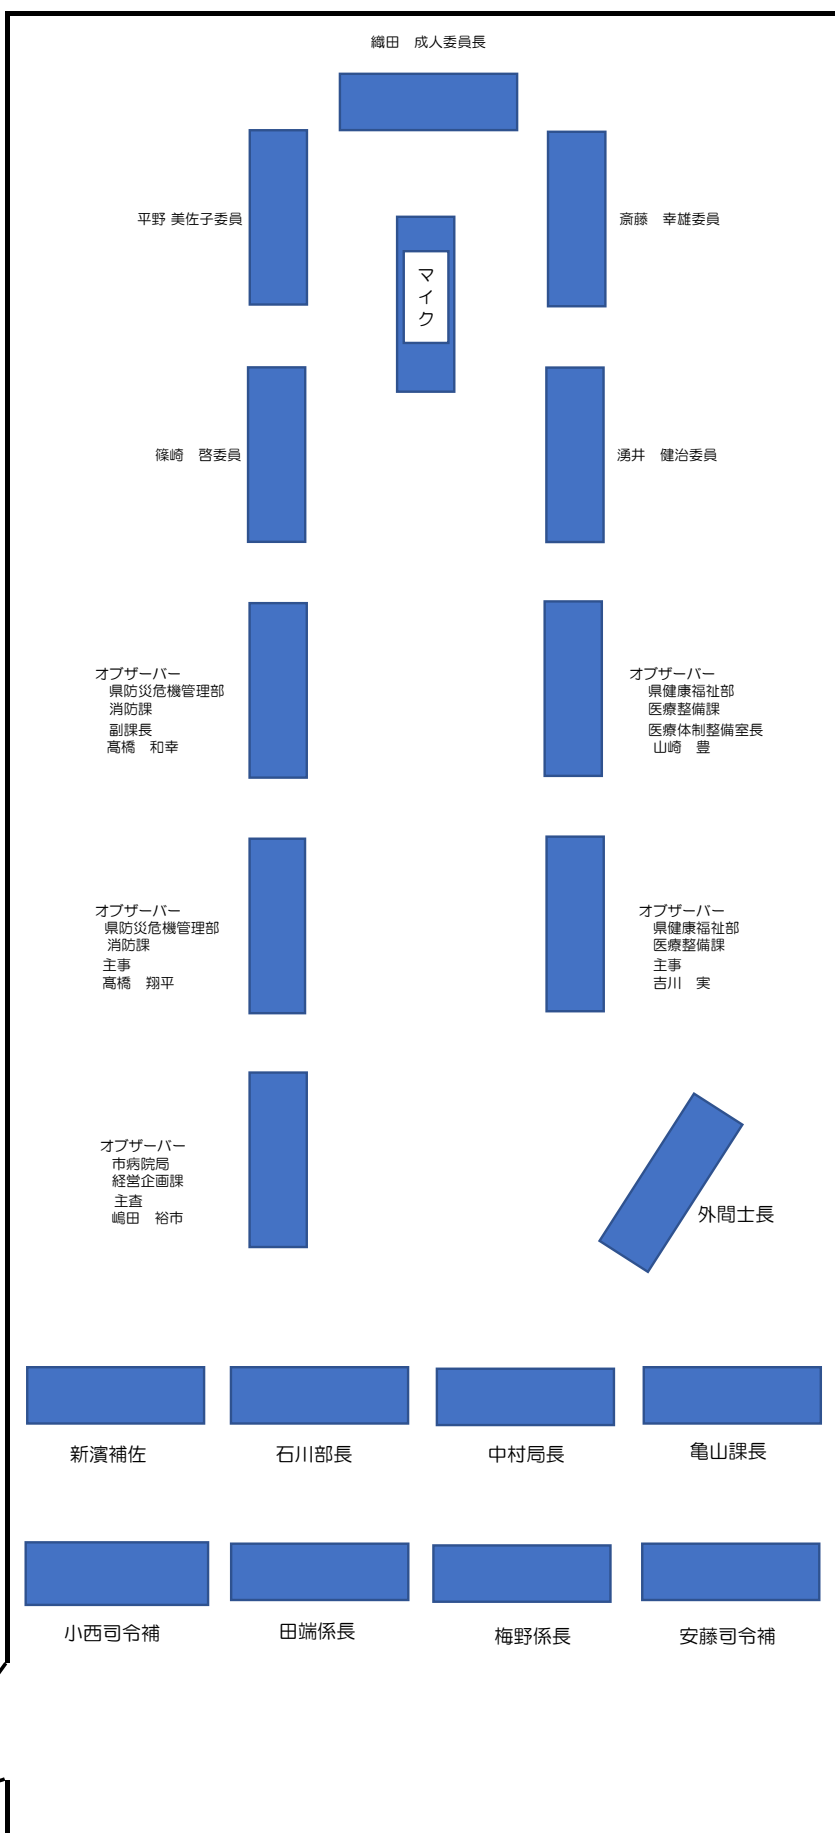 織田　成人委員長
平野 美佐子委員
斎藤　幸雄委員
マイク
篠崎　啓委員
湧井　健治委員
オブザーバー
県防災危機管理部
消防課
副課長
髙橋　和幸
オブザーバー
県健康福祉部
医療整備課
医療体制整備室長
山崎　豊
オブザーバー
県防災危機管理部
消防課
主事
髙橋　翔平
オブザーバー
県健康福祉部
医療整備課
主事
吉川　実
オブザーバー
市病院局
経営企画課
主査
嶋田　裕市
外間士長
新濱補佐
石川部長
中村局長
亀山課長
小西司令補
田端係長
梅野係長
安藤司令補